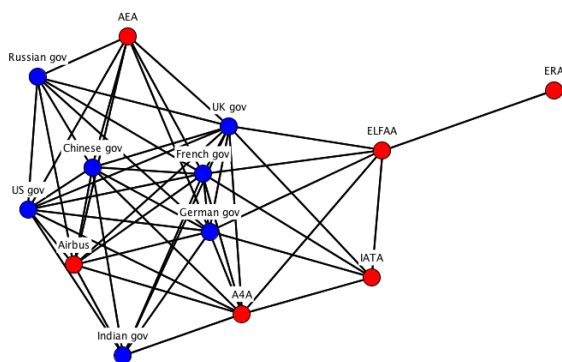 AEA
Russian gov
ERA
UK gov
ELFAA
Chinese gov
French gov
US gov
German gov
Airbus
IATA
A4A
Indian gov